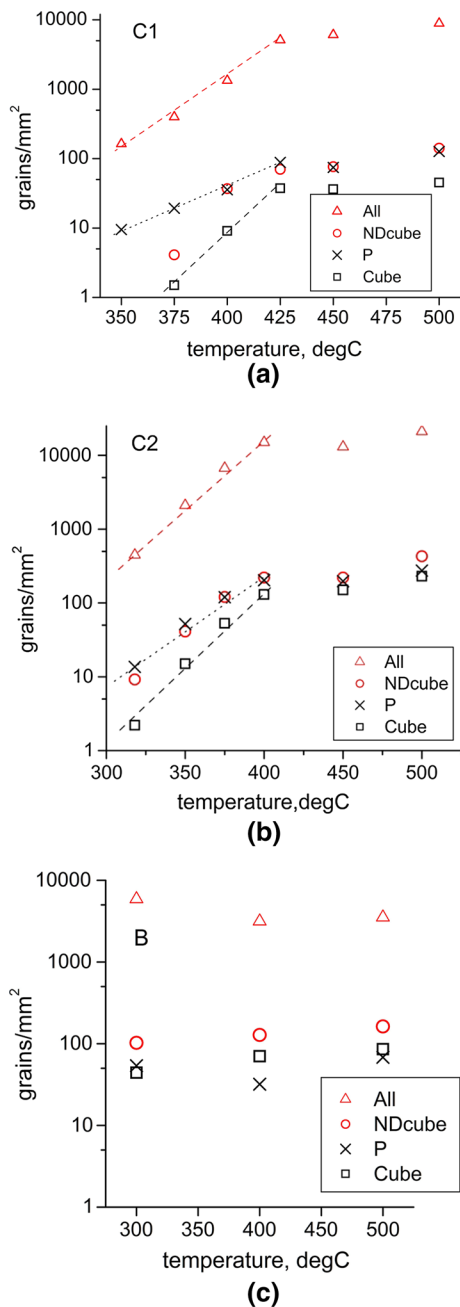 C1
grains/mm²
10000
1000
100
10
1
350 375 400 425 450 475 500
temperature, degC
All
NDcube
P
Cube
(a)
C2
grains/mm²
10000
1000
100
10
1
300 350 400 450 500
temperature,degC
All
NDcube
P
Cube
(b)
B
grains/mm²
10000
1000
100
10
1
300 400 500
temperature, degC
All
NDcube
P
Cube
(c)